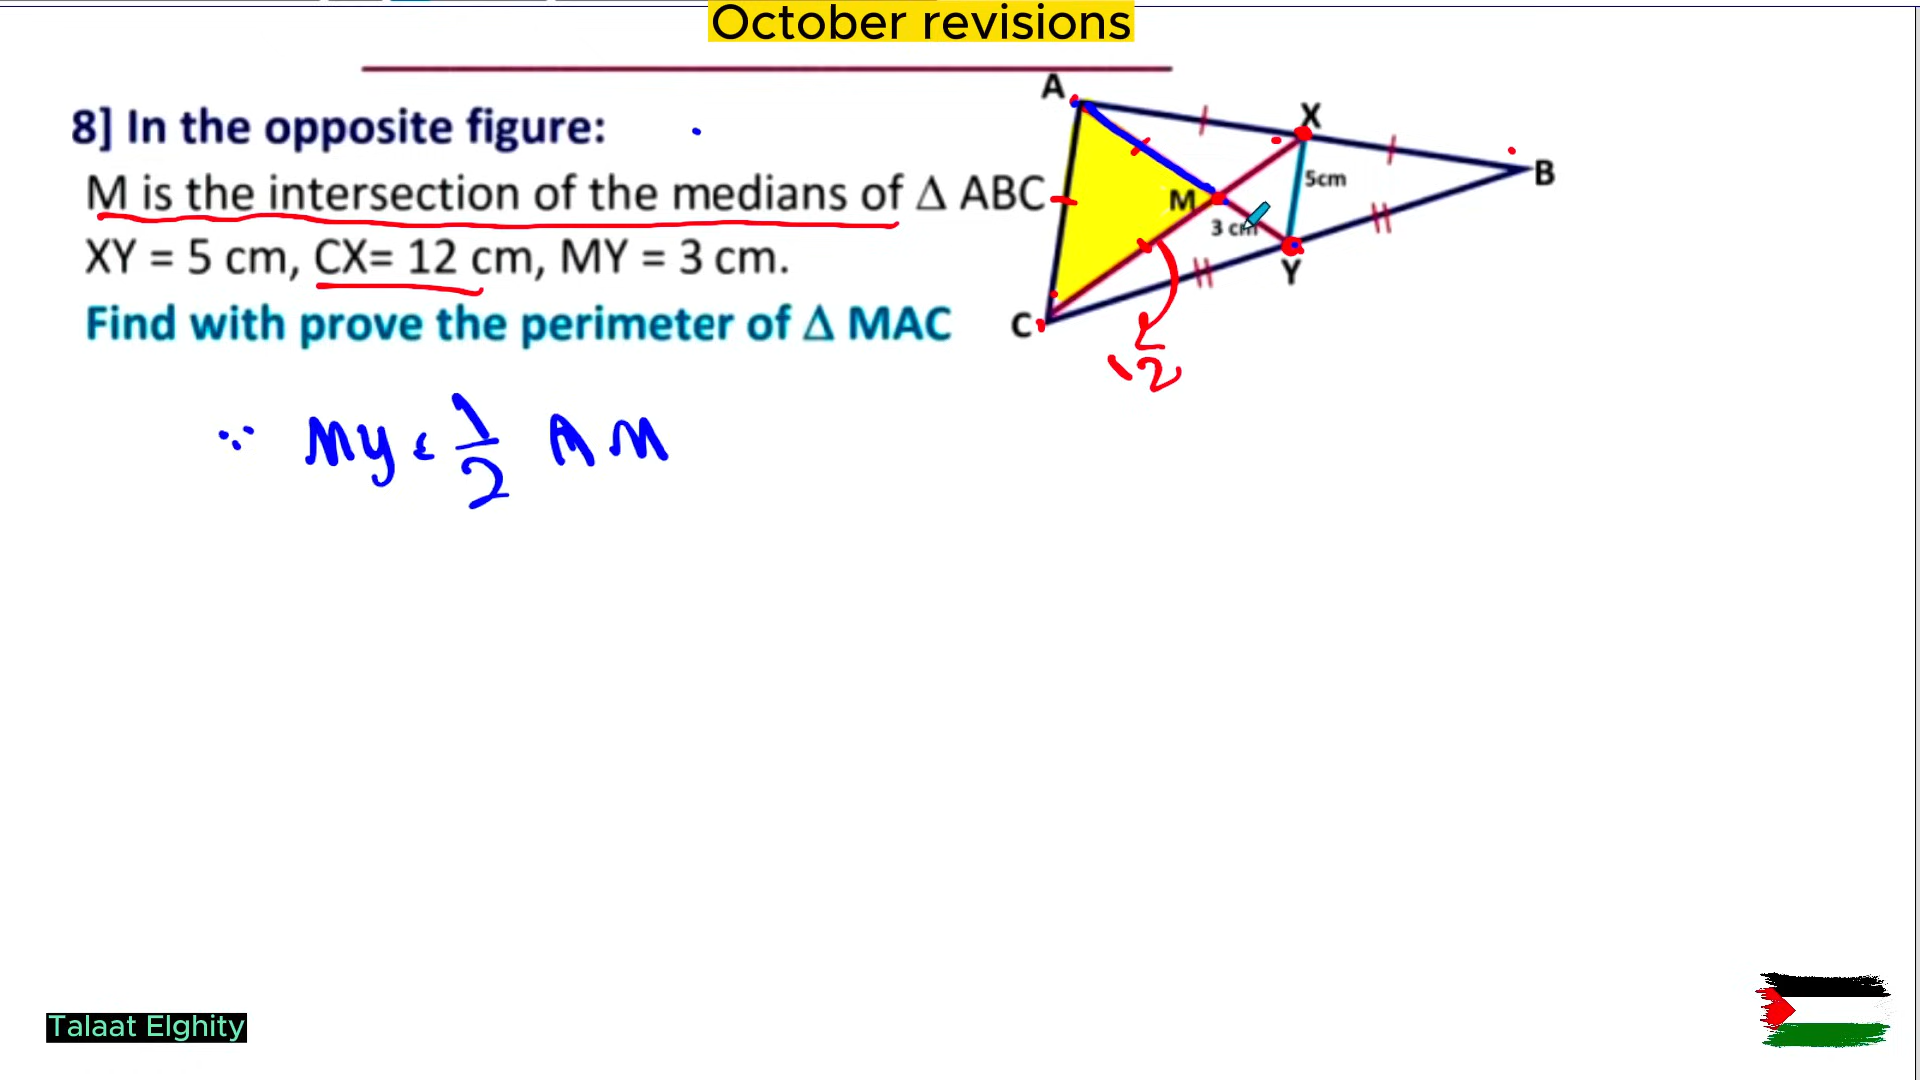 October revisions
8] In the opposite figure:
M is the intersection of the medians of Δ ABC
XY = 5 cm, CX= 12 cm, MY = 3 cm.
Find with prove the perimeter of Δ MAC
A
X
B
5cm
M
3 cm
Y
C
12
∵ MY = 1/2 AM
Talaat Elghity